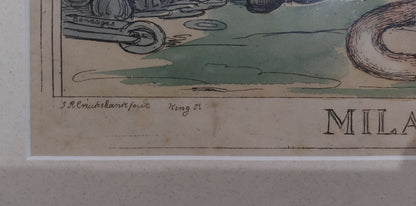 Bandages
I R Cruikshank fecit King St
MILA